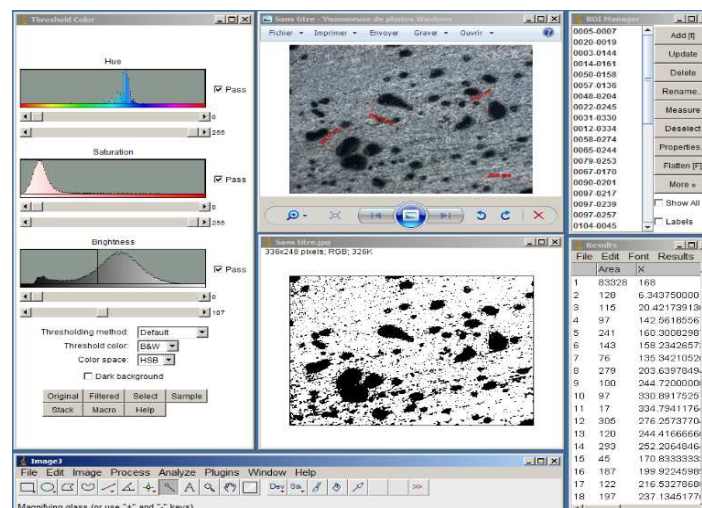 Threshold Color
Hue
Pass
0
255
Saturation
Pass
0
255
Brightness
Pass
0
107
Thresholding method: Default
Threshold color: B&W
Color space: HSB
Dark background
Original Filtered Select Sample
Stack Macro Help
Sans titre - Visionneuse de photos Windows
Fichier Imprimer Envoyer Graver Ouvrir
Sans titre.jpg
336x248 pixels; RGB; 326K
ROI Manager
0005-0007
0020-0019
0003-0144
0014-0161
0050-0158
0057-0136
0048-0204
0022-0245
0031-0330
0012-0334
0058-0274
0065-0244
0079-0253
0067-0170
0090-0201
0097-0217
0097-0239
0097-0257
0104-0045
Add [t]
Update
Delete
Rename...
Measure
Deselect
Properties...
Flatten [F]
More »
Show All
Labels
Results
File Edit Font Results
Area X
1 83328 168
2 128 6.343750000
3 115 20.42173913
4 97 142.5618556
5 241 160.3008298
6 143 158.2342657
7 76 135.3421052
8 279 203.6397849
9 100 244.7200000
10 97 330.8917525
11 17 334.7941176
12 305 276.2573770
13 120 244.4166666
14 293 252.2064846
15 45 170.8333333
16 187 199.9224598
17 122 216.5327868
18 197 237.1345177
ImageJ
File Edit Image Process Analyze Plugins Window Help
Dev Stk >>
Magnifying glass (or use "+" and "-" keys)